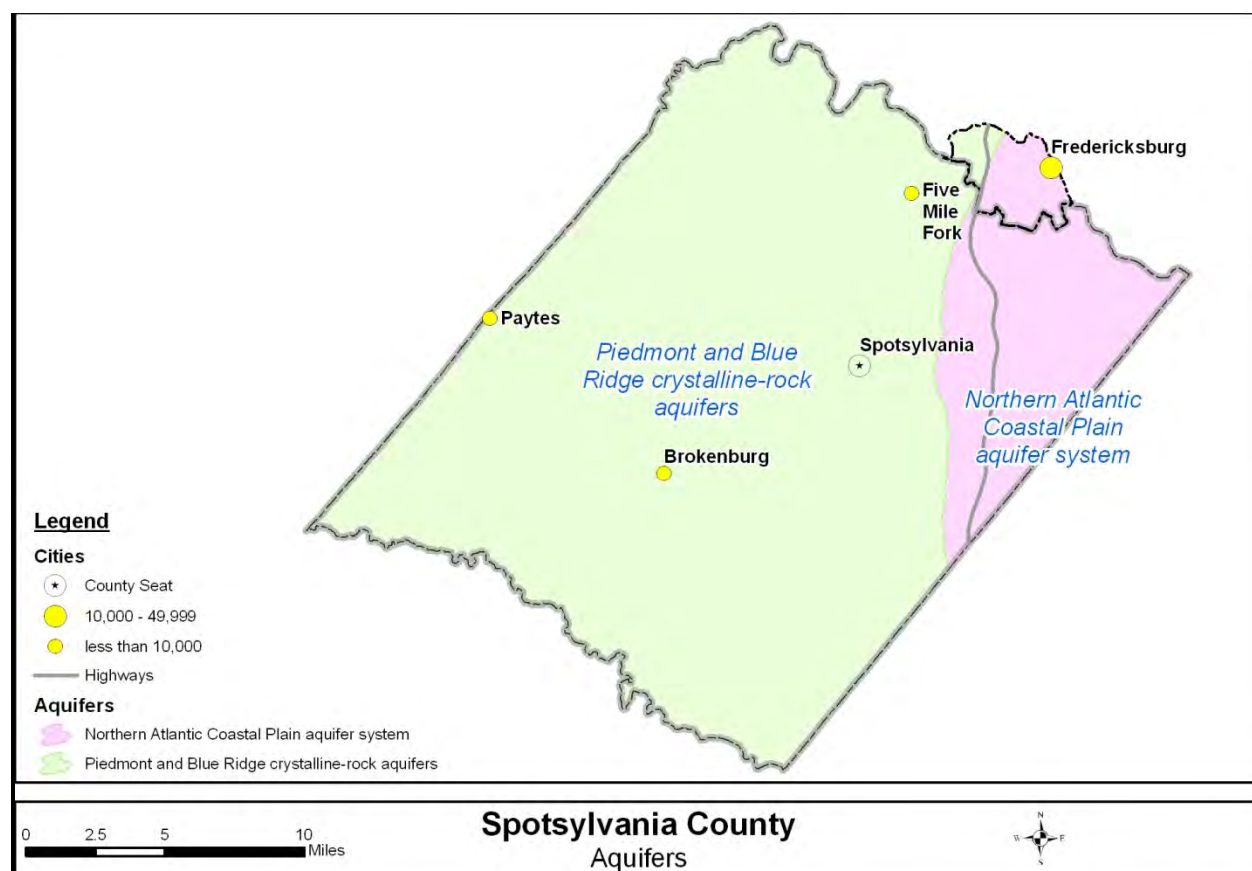 Fredericksburg
Five
Mile
Fork
Paytes
Spotsylvania
Piedmont and Blue
Ridge crystalline-rock
aquifers
Northern Atlantic
Coastal Plain
aquifer system
Brokenburg
Legend
Cities
County Seat
10,000 - 49,999
less than 10,000
Highways
Aquifers
Northern Atlantic Coastal Plain aquifer system
Piedmont and Blue Ridge crystalline-rock aquifers
0 2.5 5 10
Miles
Spotsylvania County
Aquifers
N
W E
S